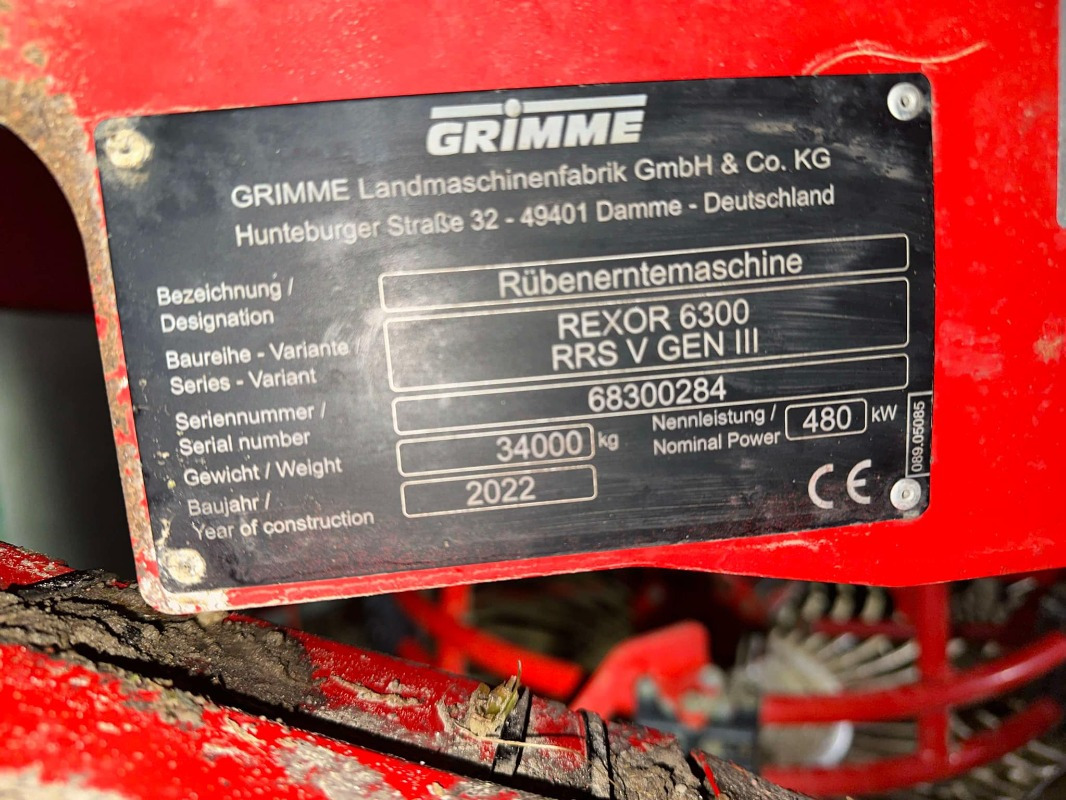 GRIMME
GRIMME Landmaschinenfabrik GmbH & Co. KG
Hunteburger Straße 32 - 49401 Damme - Deutschland
Bezeichnung /
Designation
Rübenerntemaschine
Baureihe - Variante /
Series - Variant
REXOR 6300
RRS V GEN III
Seriennummer /
Serial number
68300284
Gewicht / Weight
34000 kg
Nennleistung /
Nominal Power
480 kW
Baujahr /
Year of construction
2022
CE
089.05085